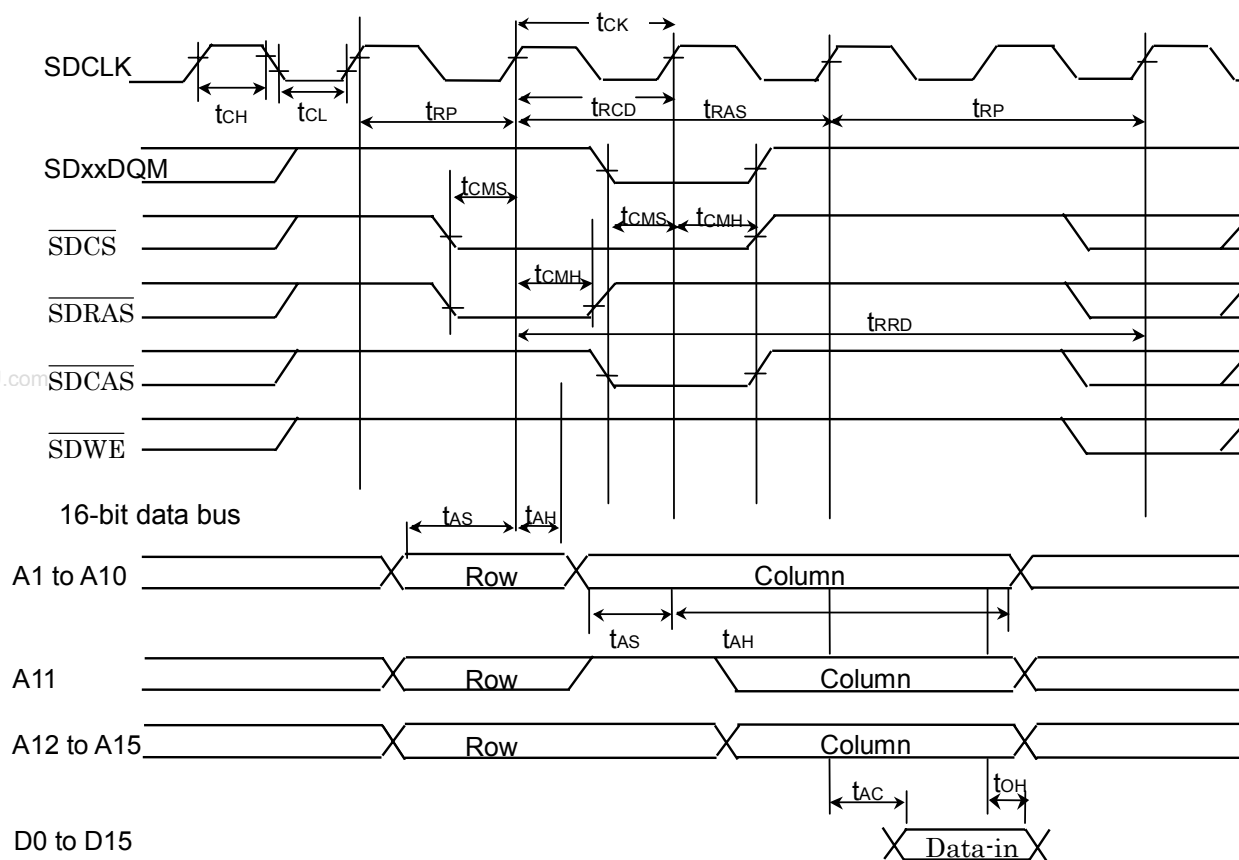 tCK
SDCLK
tCH tCL tRP tRCD tRAS tRP
SDxxDQM
tCMS
tCMS tCMH
SDCS
tCMH
SDRAS
tRRD
.com SDCAS
SDWE
16-bit data bus
tAS tAH
A1 to A10 Row Column
tAS tAH
A11 Row Column
A12 to A15 Row Column
tAC tOH
D0 to D15 Data-in